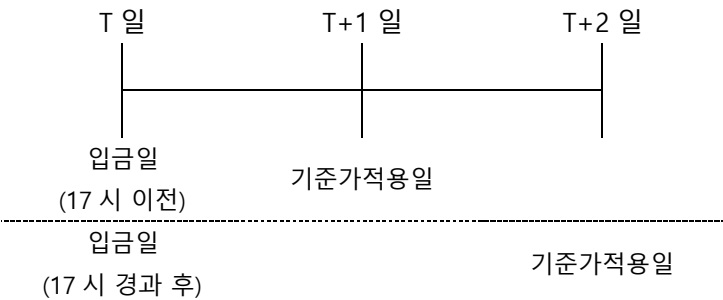 T 일 T+1 일 T+2 일
입금일
(17 시 이전)
기준가적용일
입금일
(17 시 경과 후)
기준가적용일